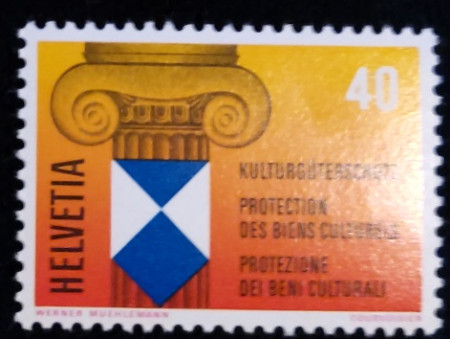 40
HELVETIA
KULTURGÜTERSCHUTZ
PROTECTION
DES BIENS CULTURELS
PROTEZIONE
DEI BENI CULTURALI
WERNER MUEHLEMANN
COURVOISIER